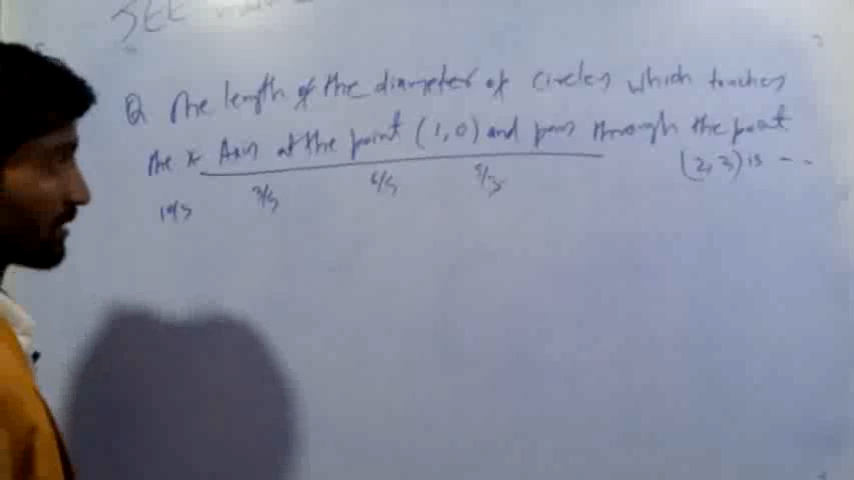 JEE
Q The length of the diameter of circles which touches
the x Axis at the point (1,0) and pass through the point
(2,3) is --
10/3 3/5 6/5 5/3